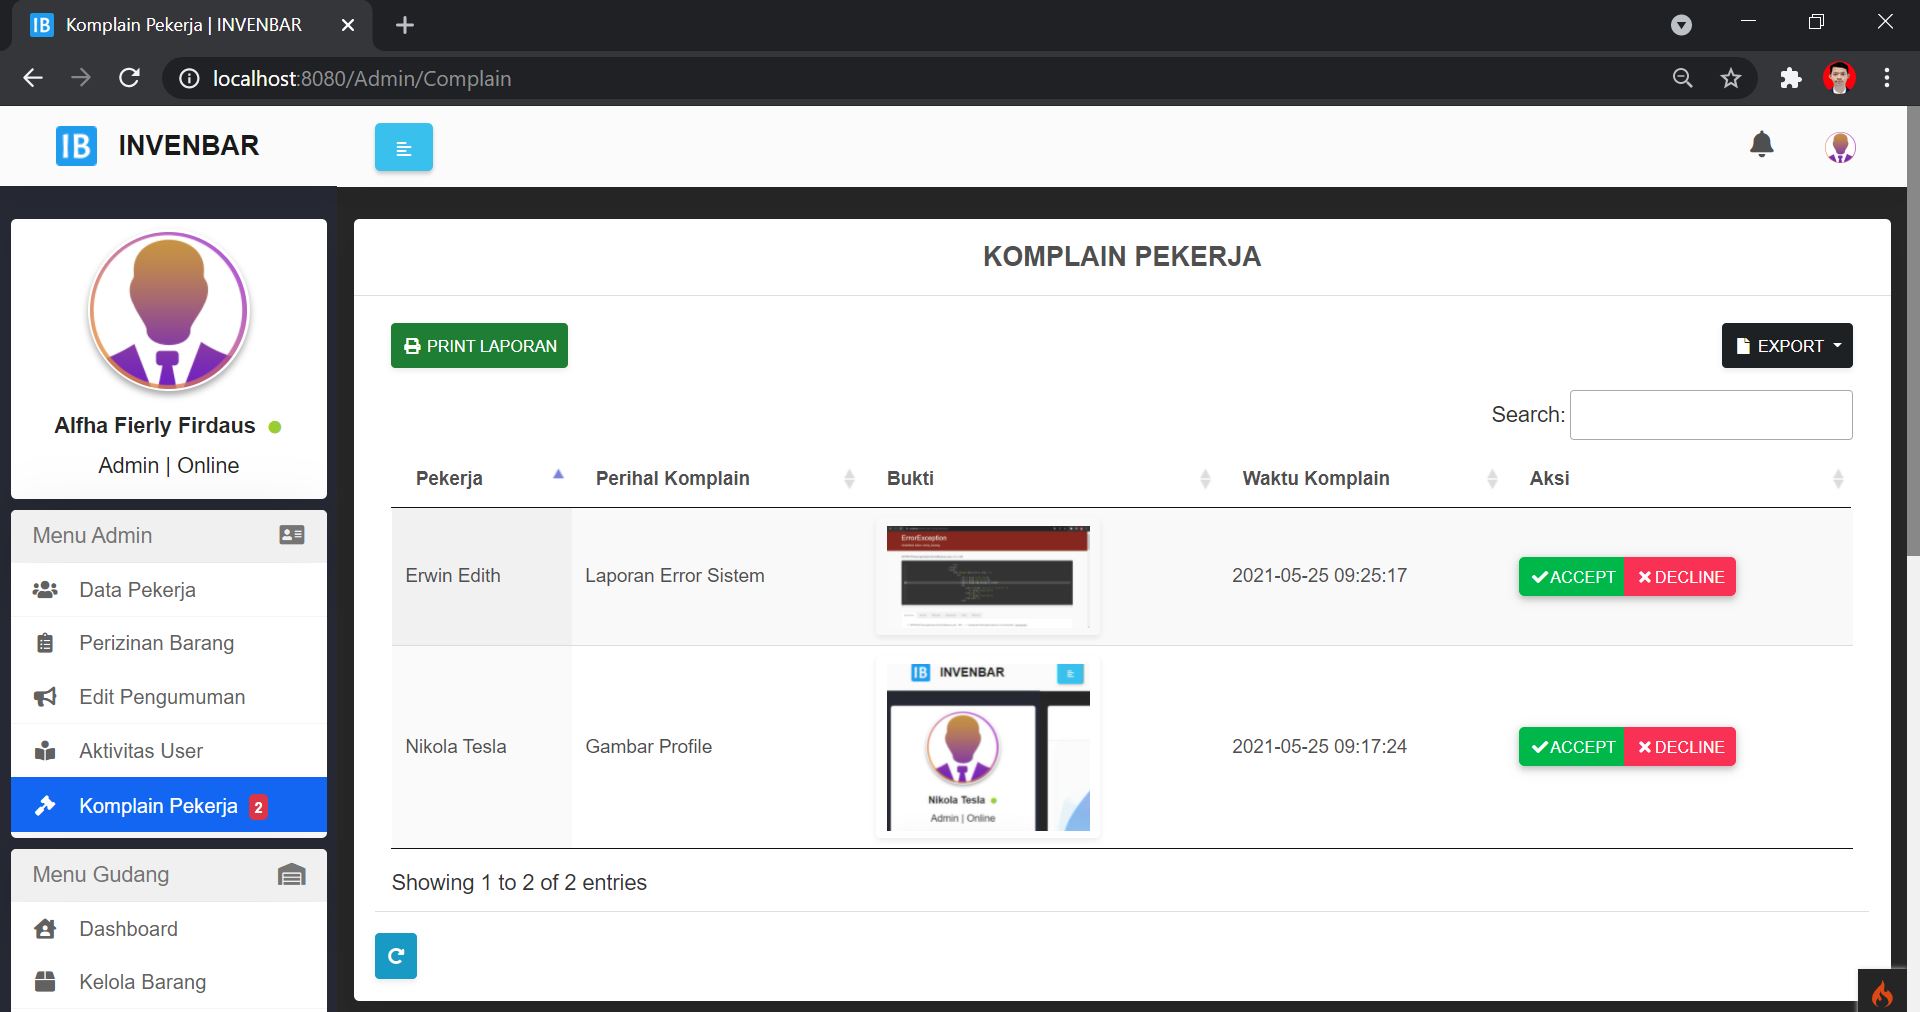 IB Komplain Pekerja | INVENBAR
localhost:8080/Admin/Complain
IB INVENBAR
Alfha Fierly Firdaus
Admin | Online
Menu Admin
Data Pekerja
Perizinan Barang
Edit Pengumuman
Aktivitas User
Komplain Pekerja 2
Menu Gudang
Dashboard
Kelola Barang
KOMPLAIN PEKERJA
PRINT LAPORAN
EXPORT
Search:
Pekerja Perihal Komplain Bukti Waktu Komplain Aksi
ErrorException
Erwin Edith Laporan Error Sistem 2021-05-25 09:25:17 ACCEPT DECLINE
IB INVENBAR
Nikola Tesla Gambar Profile 2021-05-25 09:17:24 ACCEPT DECLINE
Nikola Tesla
Admin | Online
Showing 1 to 2 of 2 entries